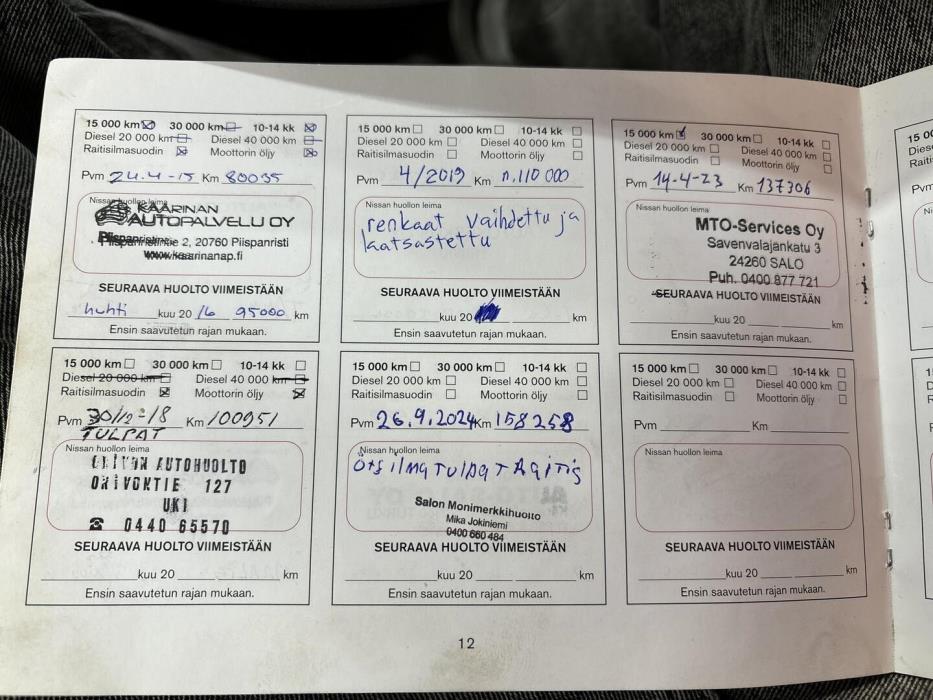 15 000 km 30 000 km 10-14 kk
Diesel 20 000 km Diesel 40 000 km
Raitisilmasuodin Moottorin öljy
Pvm 24.4-15 Km 80035
Nissan huollon leima
KAARINAN
AUTOPALVELU OY
Piispanristintie 2, 20760 Piispanristi
www.kaarinanap.fi
SEURAAVA HUOLTO VIIMEISTÄÄN
huhti kuu 20 16 95000 km
Ensin saavutetun rajan mukaan.
15 000 km 30 000 km 10-14 kk
Diesel 20 000 km Diesel 40 000 km
Raitisilmasuodin Moottorin öljy
Pvm 4/2019 Km n.110 000
Nissan huollon leima
renkaat vaihdettu ja
katsastettu
SEURAAVA HUOLTO VIIMEISTÄÄN
kuu 20 km
Ensin saavutetun rajan mukaan.
15 000 km 30 000 km 10-14 kk
Diesel 20 000 km Diesel 40 000 km
Raitisilmasuodin Moottorin öljy
Pvm 14-4-23 Km 137306
Nissan huollon leima
MTO-Services Oy
Savenvalajankatu 3
24260 SALO
Puh. 0400 877 721
SEURAAVA HUOLTO VIIMEISTÄÄN
kuu 20 km
Ensin saavutetun rajan mukaan.
15 000 km 30 000 km 10-14 kk
Diesel 20 000 km Diesel 40 000 km
Raitisilmasuodin Moottorin öljy
Pvm 30/12-18 Km 100951
TULPAT
Nissan huollon leima
AUTOHUOLTO
ORIVONTIE 127
UKI
☎ 0440 65570
SEURAAVA HUOLTO VIIMEISTÄÄN
kuu 20 km
Ensin saavutetun rajan mukaan.
15 000 km 30 000 km 10-14 kk
Diesel 20 000 km Diesel 40 000 km
Raitisilmasuodin Moottorin öljy
Pvm 26.9.2024 Km 158258
Nissan huollon leima
Salon Monimerkkihuolto
Mika Jokiniemi
0400 660 484
SEURAAVA HUOLTO VIIMEISTÄÄN
kuu 20 km
Ensin saavutetun rajan mukaan.
15 000 km 30 000 km 10-14 kk
Diesel 20 000 km Diesel 40 000 km
Raitisilmasuodin Moottorin öljy
Pvm Km
Nissan huollon leima
SEURAAVA HUOLTO VIIMEISTÄÄN
kuu 20 km
Ensin saavutetun rajan mukaan.
12